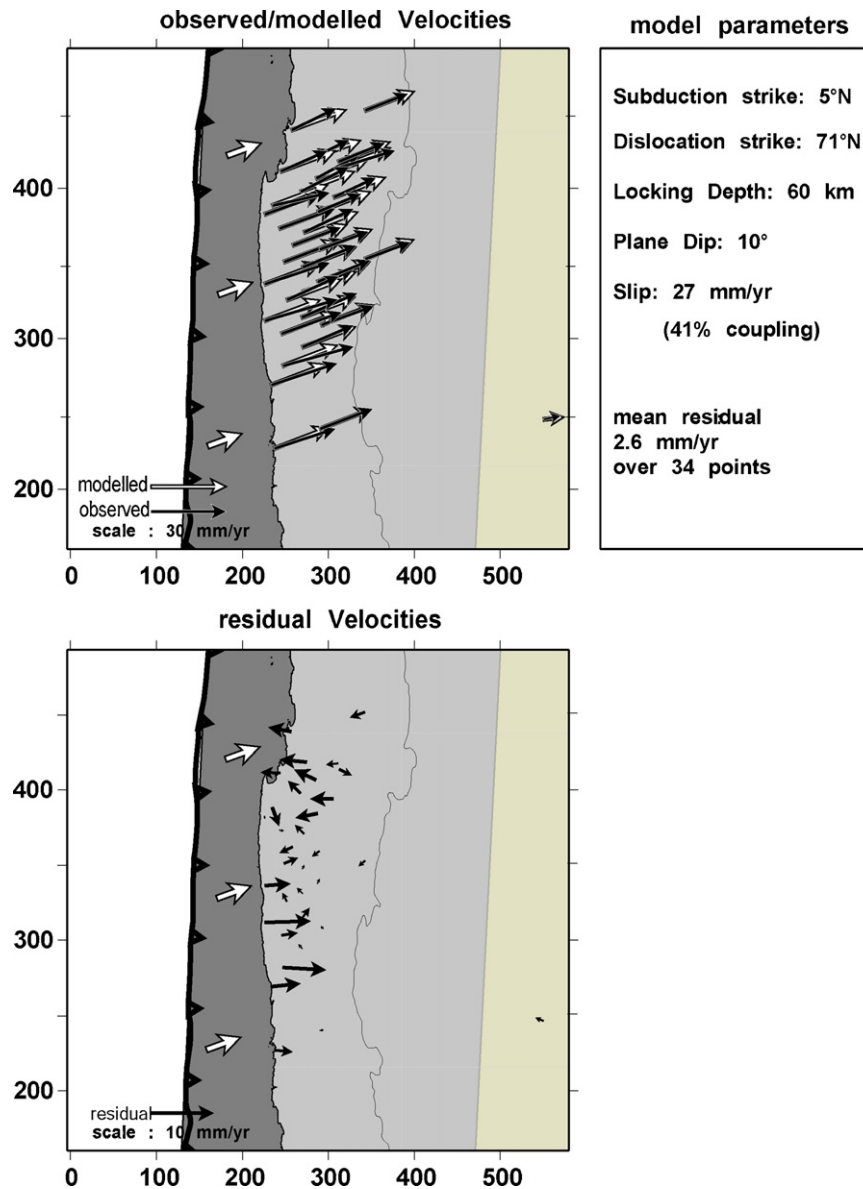 observed/modelled Velocities
model parameters
Subduction strike: 5°N
Dislocation strike: 71°N
Locking Depth: 60 km
Plane Dip: 10°
Slip: 27 mm/yr
(41% coupling)
mean residual
2.6 mm/yr
over 34 points
400
300
200
modelled
observed
scale : 30 mm/yr
0 100 200 300 400 500
residual Velocities
400
300
200
residual
scale : 10 mm/yr
0 100 200 300 400 500